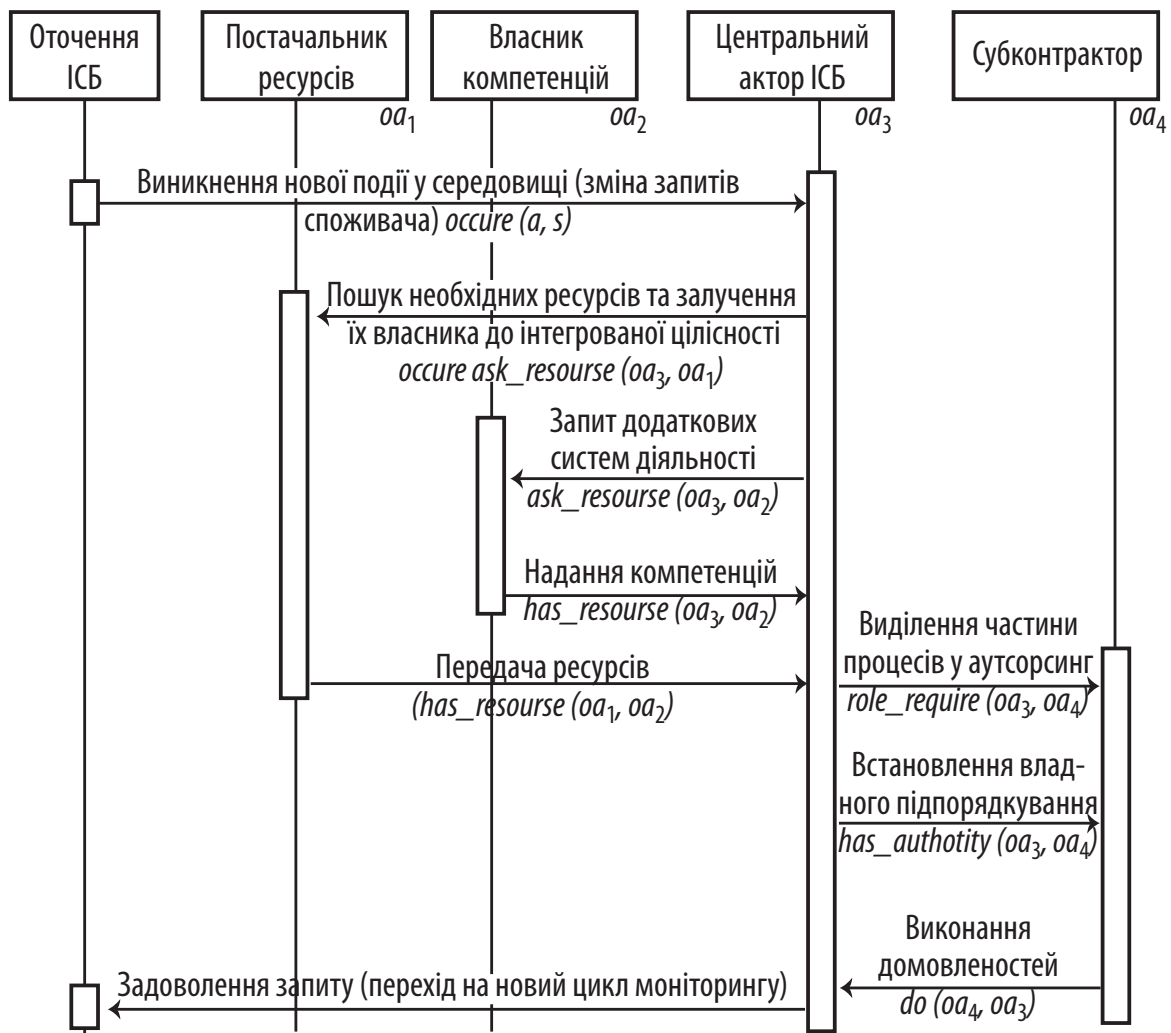 Оточення
ІСБ
Постачальник
ресурсів
Власник
компетенцій
Центральний
актор ІСБ
Субконтрактор
oa₁
oa₂
oa₃
oa₄
Виникнення нової події у середовищі (зміна запитів
споживача) occure (a, s)
Пошук необхідних ресурсів та залучення
їх власника до інтегрованої цілісності
occure ask_resourse (oa₃, oa₁)
Запит додаткових
систем діяльності
ask_resourse (oa₃, oa₂)
Надання компетенцій
has_resourse (oa₃, oa₂)
Передача ресурсів
(has_resourse (oa₁, oa₂)
Виділення частини
процесів у аутсорсинг
role_require (oa₃, oa₄)
Встановлення влад-
ного підпорядкування
has_authotity (oa₃, oa₄)
Виконання
домовленостей
do (oa₄, oa₃)
Задоволення запиту (перехід на новий цикл моніторингу)